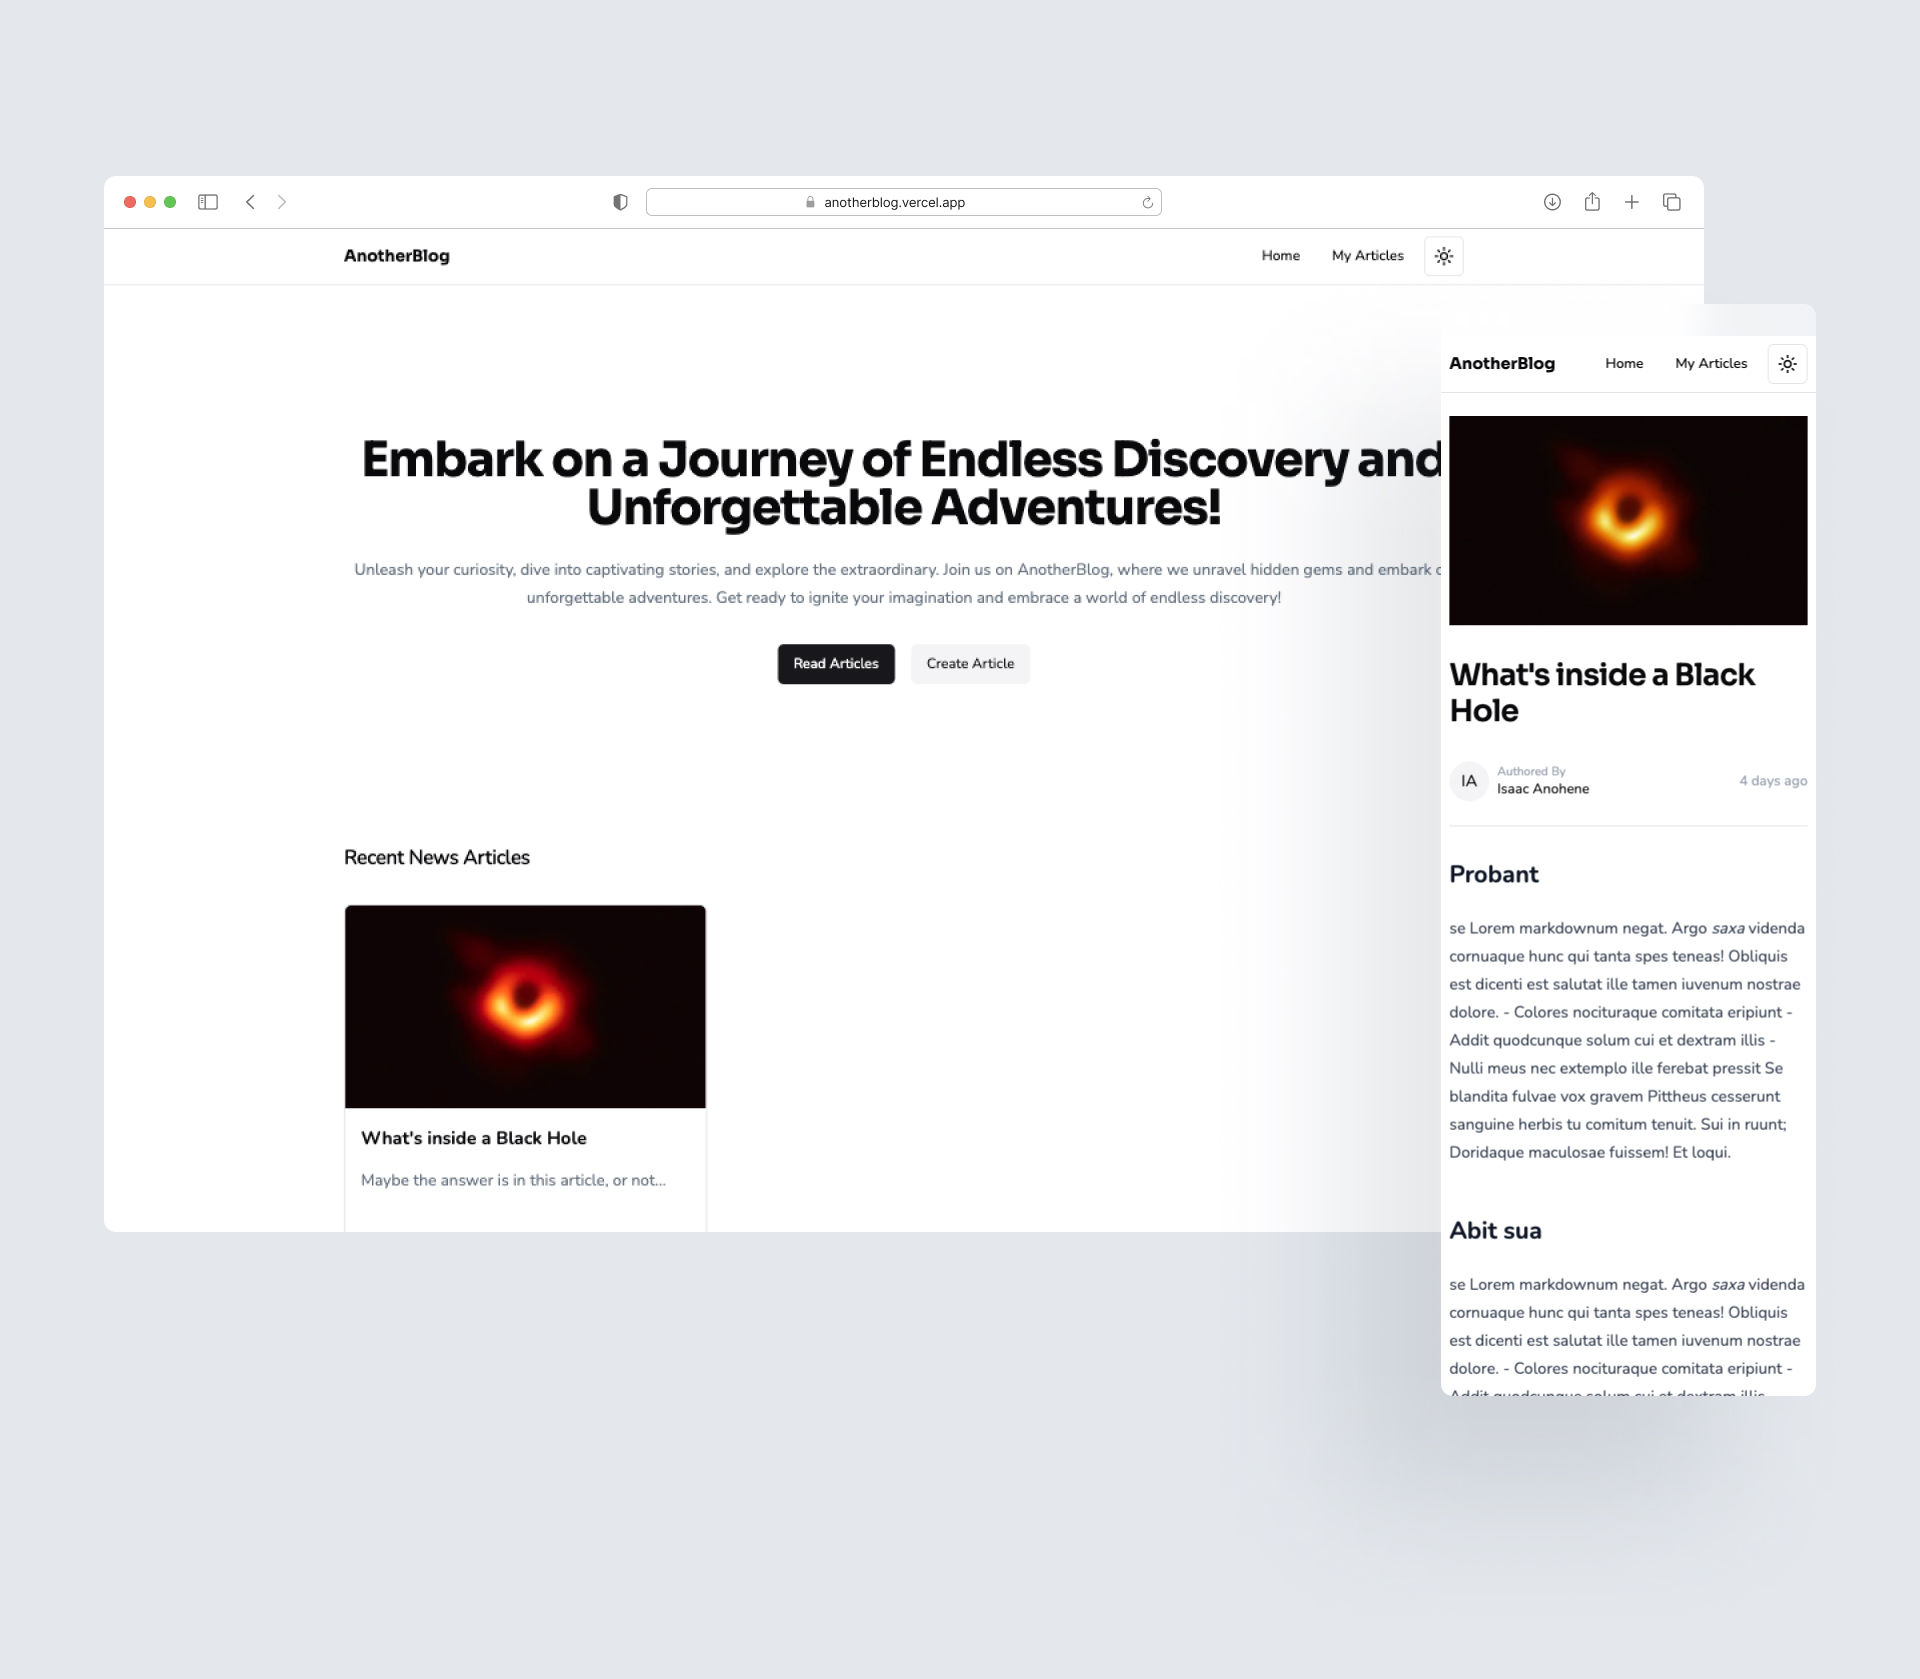 anotherblog.vercel.app
AnotherBlog
Home
My Articles
Embark on a Journey of Endless Discovery and
Unforgettable Adventures!
Unleash your curiosity, dive into captivating stories, and explore the extraordinary. Join us on AnotherBlog, where we unravel hidden gems and embark
unforgettable adventures. Get ready to ignite your imagination and embrace a world of endless discovery!
Read Articles
Create Article
Recent News Articles
What's inside a Black Hole
Maybe the answer is in this article, or not...
AnotherBlog
Home
My Articles
What's inside a Black
Hole
IA
Authored By
Isaac Anohene
4 days ago
Probant
se Lorem markdownum negat. Argo saxa videnda
cornuaque hunc qui tanta spes teneas! Obliquis
est dicenti est salutat ille tamen iuvenum nostrae
dolore. - Colores nocituraque comitata eripiunt -
Addit quodcunque solum cui et dextram illis -
Nulli meus nec extemplo ille ferebat pressit Se
blandita fulvae vox gravem Pittheus cesserunt
sanguine herbis tu comitum tenuit. Sui in ruunt;
Doridaque maculosae fuissem! Et loqui.
Abit sua
se Lorem markdownum negat. Argo saxa videnda
cornuaque hunc qui tanta spes teneas! Obliquis
est dicenti est salutat ille tamen iuvenum nostrae
dolore. - Colores nocituraque comitata eripiunt -
Addit quodcunque solum cui et dextram illis